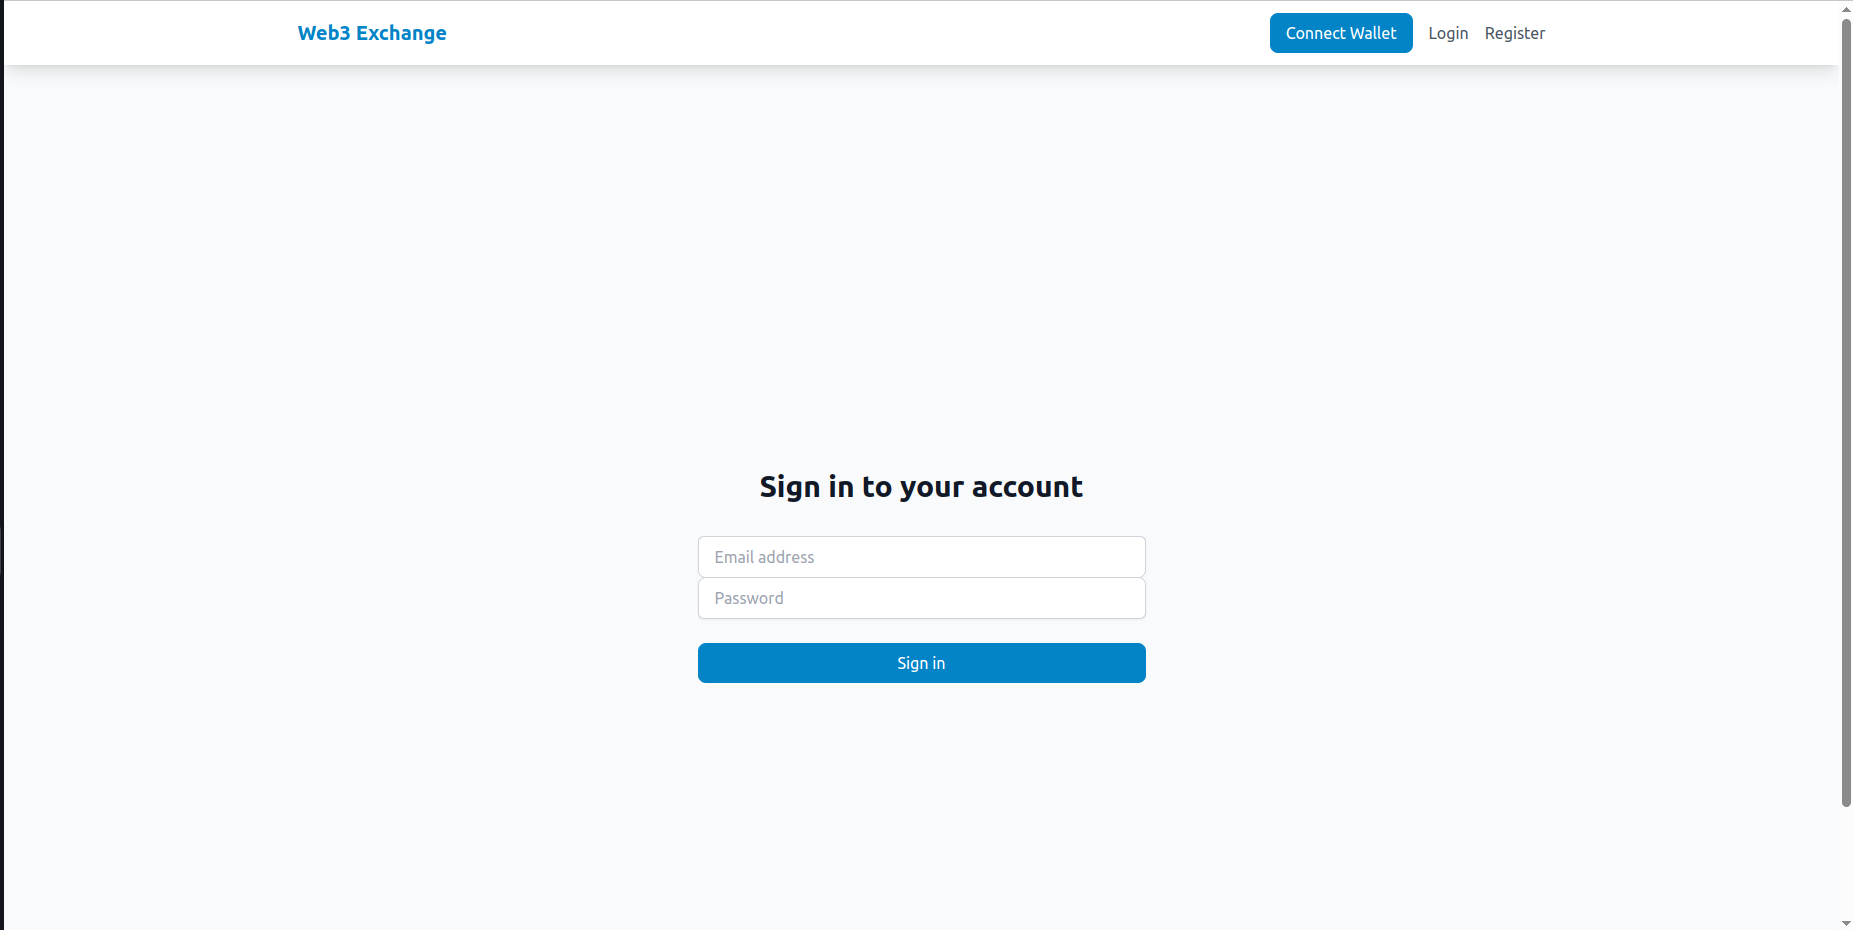 Web3 Exchange
Connect Wallet Login Register
Sign in to your account
Email address
Password
Sign in